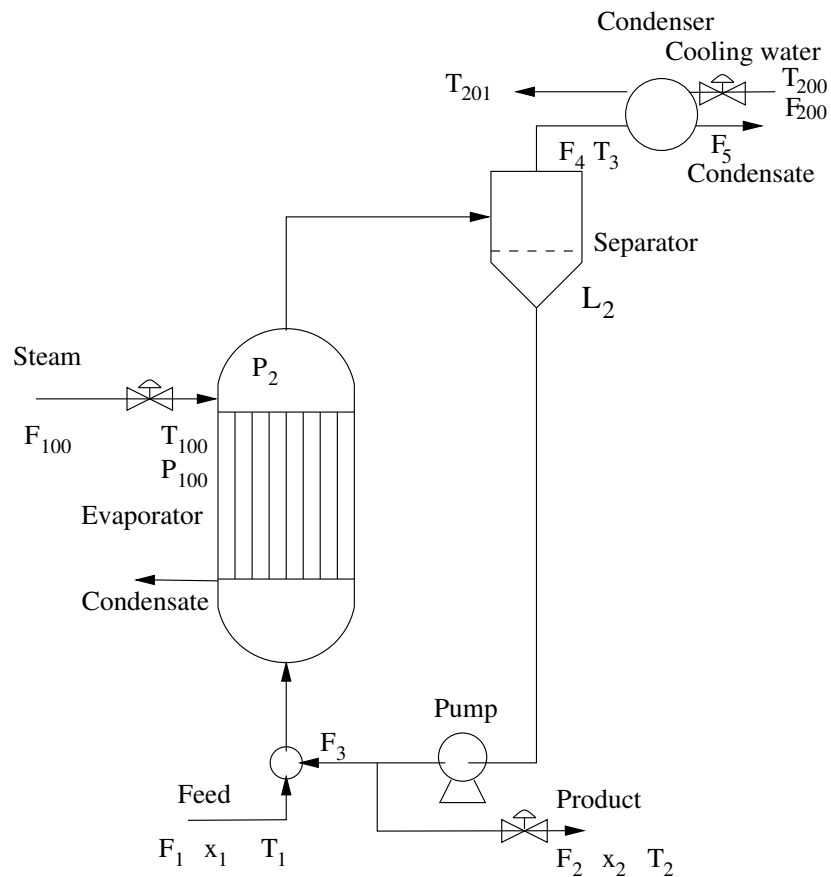 Condenser
Cooling water
T201
T200
F200
F4 T3
F5
Condensate
Separator
L2
Steam
P2
F100
T100
P100
Evaporator
Condensate
Pump
F3
Feed
Product
F1 x1 T1
F2 x2 T2